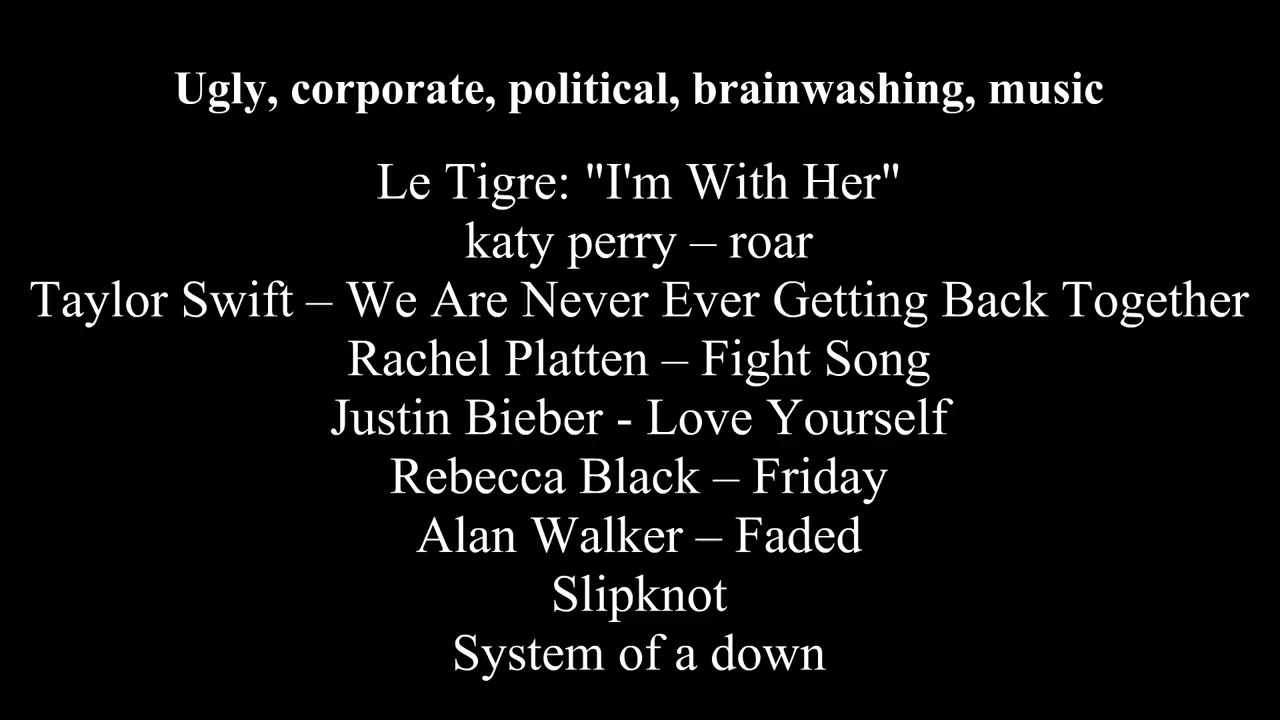 Ugly, corporate, political, brainwashing, music
Le Tigre: "I'm With Her"
katy perry – roar
Taylor Swift – We Are Never Ever Getting Back Together
Rachel Platten – Fight Song
Justin Bieber - Love Yourself
Rebecca Black – Friday
Alan Walker – Faded
Slipknot
System of a down